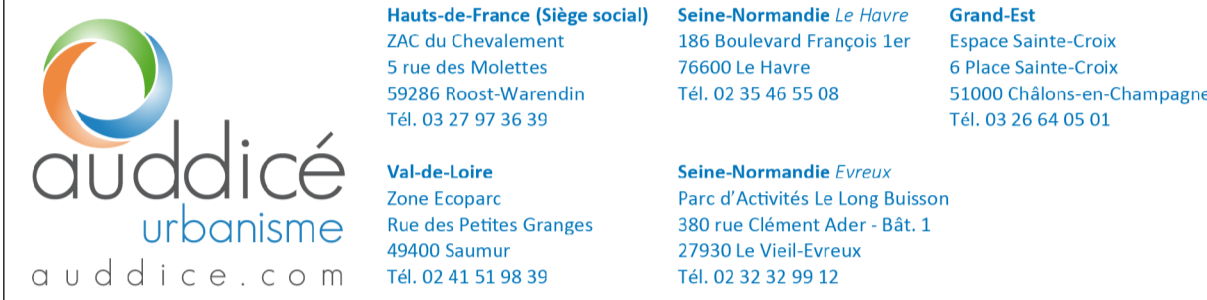 auddicé
urbanisme
auddice.com
Hauts-de-France (Siège social)
ZAC du Chevalement
5 rue des Molettes
59286 Roost-Warendin
Tél. 03 27 97 36 39
Seine-Normandie Le Havre
186 Boulevard François 1er
76600 Le Havre
Tél. 02 35 46 55 08
Grand-Est
Espace Sainte-Croix
6 Place Sainte-Croix
51000 Châlons-en-Champagne
Tél. 03 26 64 05 01
Val-de-Loire
Zone Ecoparc
Rue des Petites Granges
49400 Saumur
Tél. 02 41 51 98 39
Seine-Normandie Evreux
Parc d'Activités Le Long Buisson
380 rue Clément Ader - Bât. 1
27930 Le Vieil-Evreux
Tél. 02 32 32 99 12